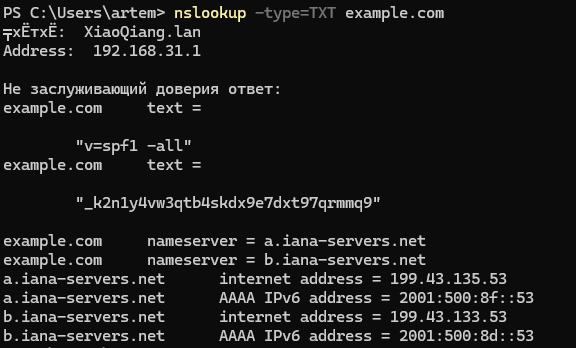 PS C:\Users\artem> nslookup -type=TXT example.com
╤хЁтхЁ:  XiaoQiang.lan
Address:  192.168.31.1
Не заслуживающий доверия ответ:
example.com     text =
"v=spf1 -all"
example.com     text =
"_k2n1y4vw3qtb4skdx9e7dxt97qrmmq9"
example.com     nameserver = a.iana-servers.net
example.com     nameserver = b.iana-servers.net
a.iana-servers.net      internet address = 199.43.135.53
a.iana-servers.net      AAAA IPv6 address = 2001:500:8f::53
b.iana-servers.net      internet address = 199.43.133.53
b.iana-servers.net      AAAA IPv6 address = 2001:500:8d::53